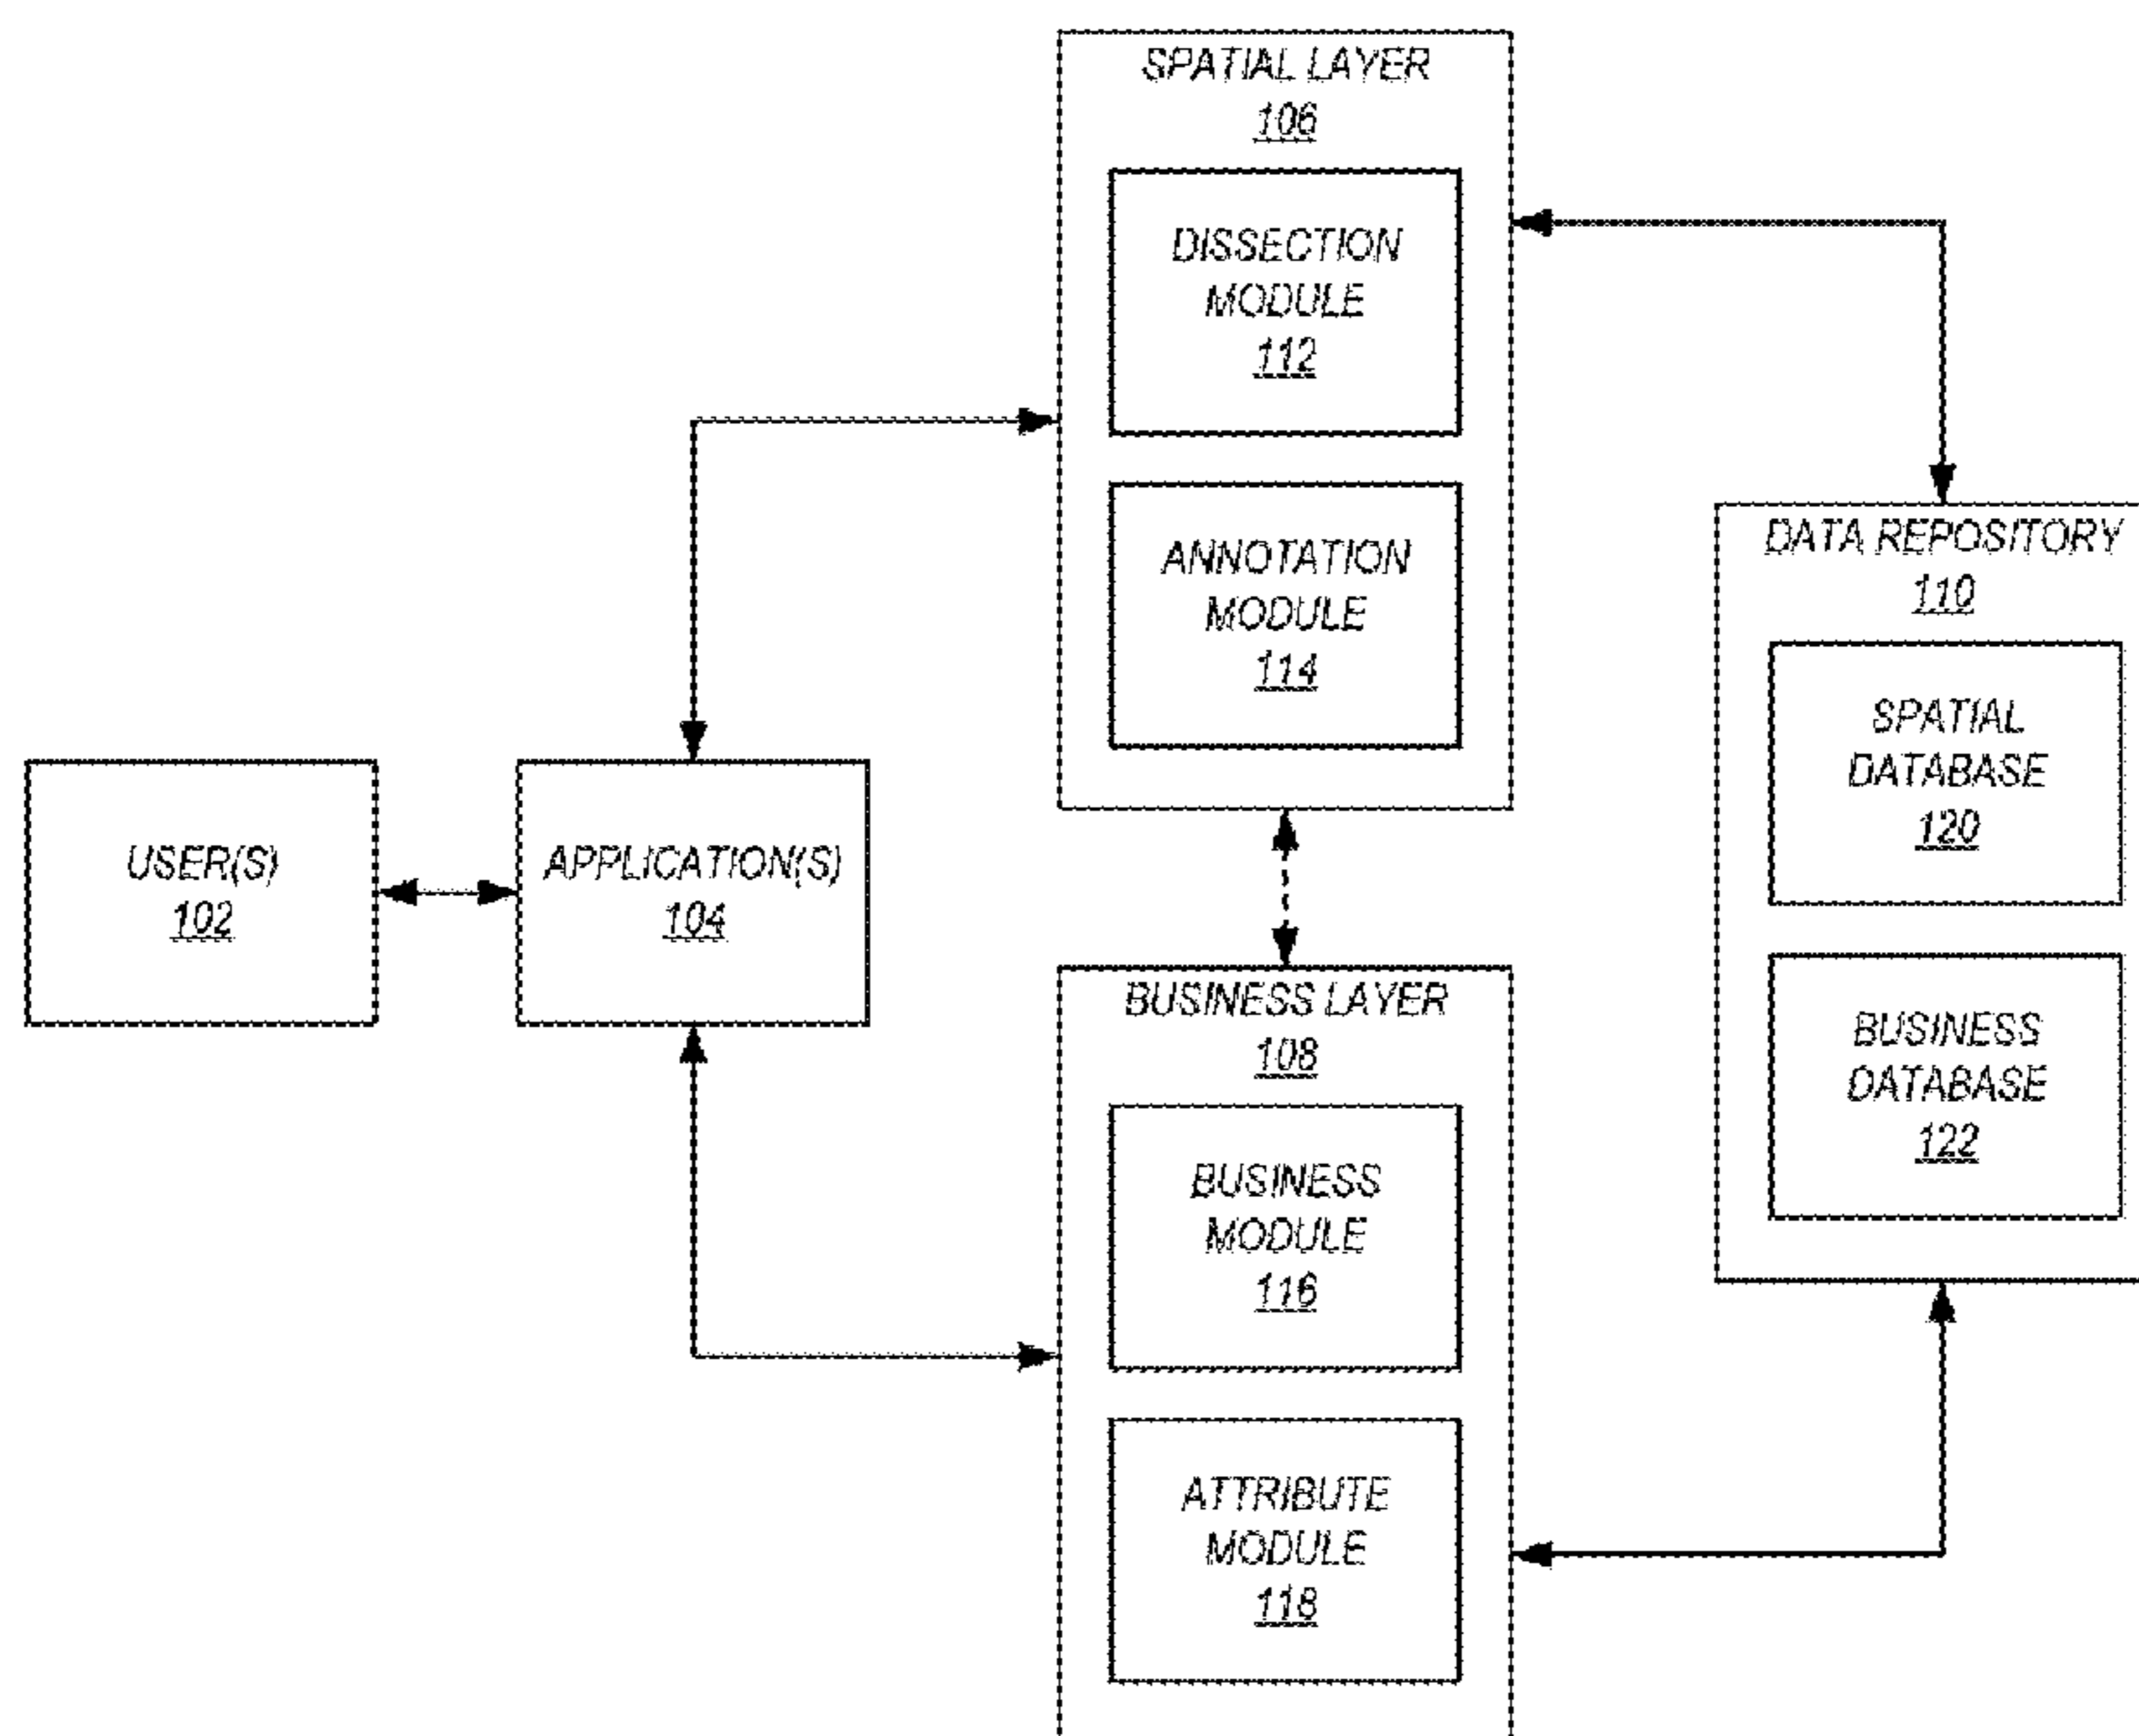 SPATIAL LAYER
106
DISSECTION
MODULE
112
ANNOTATION
MODULE
114
USER(S)
102
APPLICATION(S)
104
BUSINESS LAYER
108
BUSINESS
MODULE
116
ATTRIBUTE
MODULE
118
DATA REPOSITORY
110
SPATIAL
DATABASE
120
BUSINESS
DATABASE
122